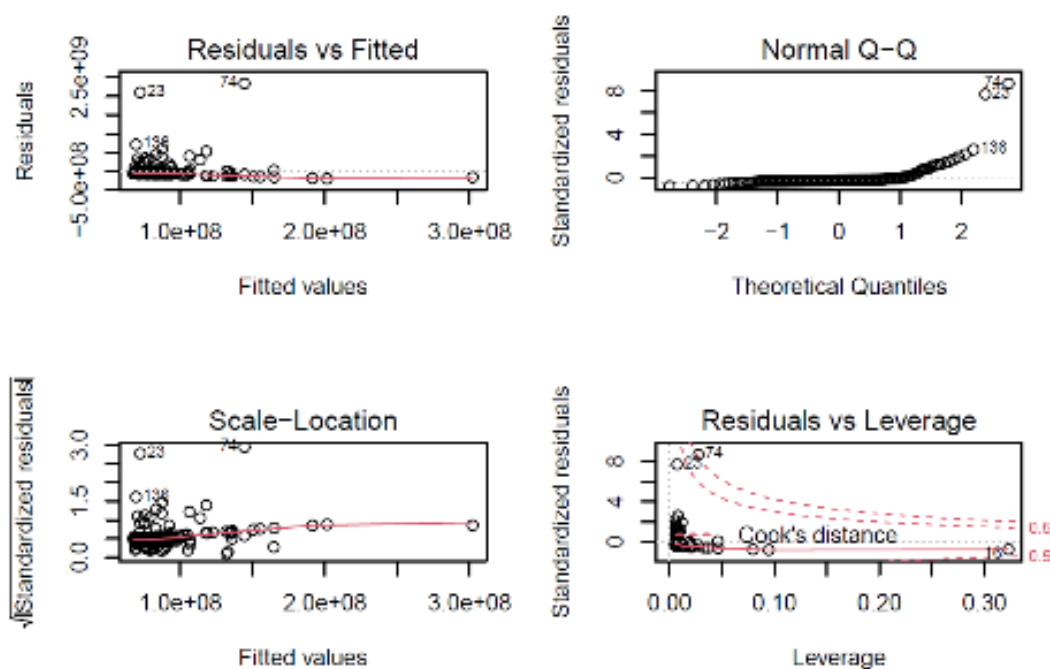 Residuals vs Fitted
Residuals
2.5e+09
−5.0e+08
74
23
136
1.0e+08 2.0e+08 3.0e+08
Fitted values
Normal Q−Q
Standardized residuals
8
4
0
74
23
136
−2 −1 0 1 2
Theoretical Quantiles
Scale−Location
√|Standardized residuals|
3.0
1.5
0.0
74
23
136
1.0e+08 2.0e+08 3.0e+08
Fitted values
Residuals vs Leverage
Standardized residuals
8
4
0
74
23
16
Cook's distance
0.5
0.00 0.10 0.20 0.30
Leverage